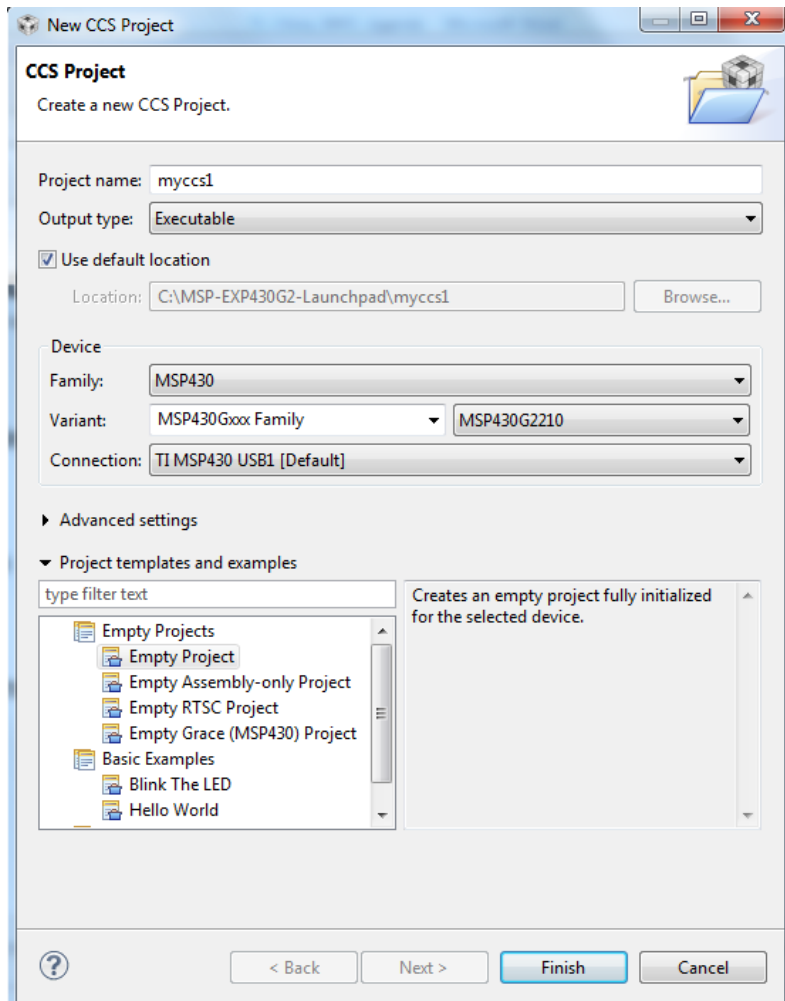 New CCS Project
CCS Project
Create a new CCS Project.
Project name: myccs1
Output type: Executable
Use default location
Location: C:\MSP-EXP430G2-Launchpad\myccs1 Browse...
Device
Family: MSP430
Variant: MSP430Gxxx Family MSP430G2210
Connection: TI MSP430 USB1 [Default]
Advanced settings
Project templates and examples
type filter text
Empty Projects
Empty Project
Empty Assembly-only Project
Empty RTSC Project
Empty Grace (MSP430) Project
Basic Examples
Blink The LED
Hello World
Creates an empty project fully initialized
for the selected device.
? < Back Next > Finish Cancel